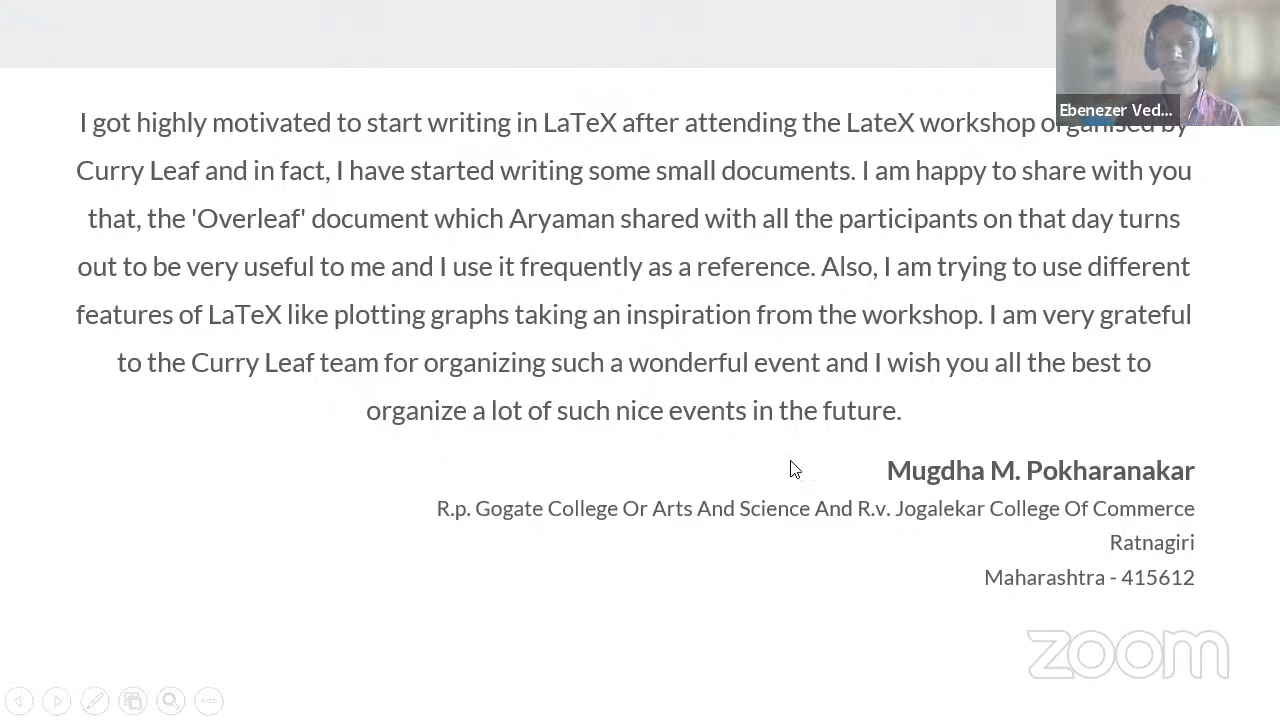 Ebenezer Ved...
I got highly motivated to start writing in LaTeX after attending the LateX workshop organised by
Curry Leaf and in fact, I have started writing some small documents. I am happy to share with you
that, the 'Overleaf' document which Aryaman shared with all the participants on that day turns
out to be very useful to me and I use it frequently as a reference. Also, I am trying to use different
features of LaTeX like plotting graphs taking an inspiration from the workshop. I am very grateful
to the Curry Leaf team for organizing such a wonderful event and I wish you all the best to
organize a lot of such nice events in the future.
Mugdha M. Pokharanakar
R.p. Gogate College Or Arts And Science And R.v. Jogalekar College Of Commerce
Ratnagiri
Maharashtra - 415612
zoom